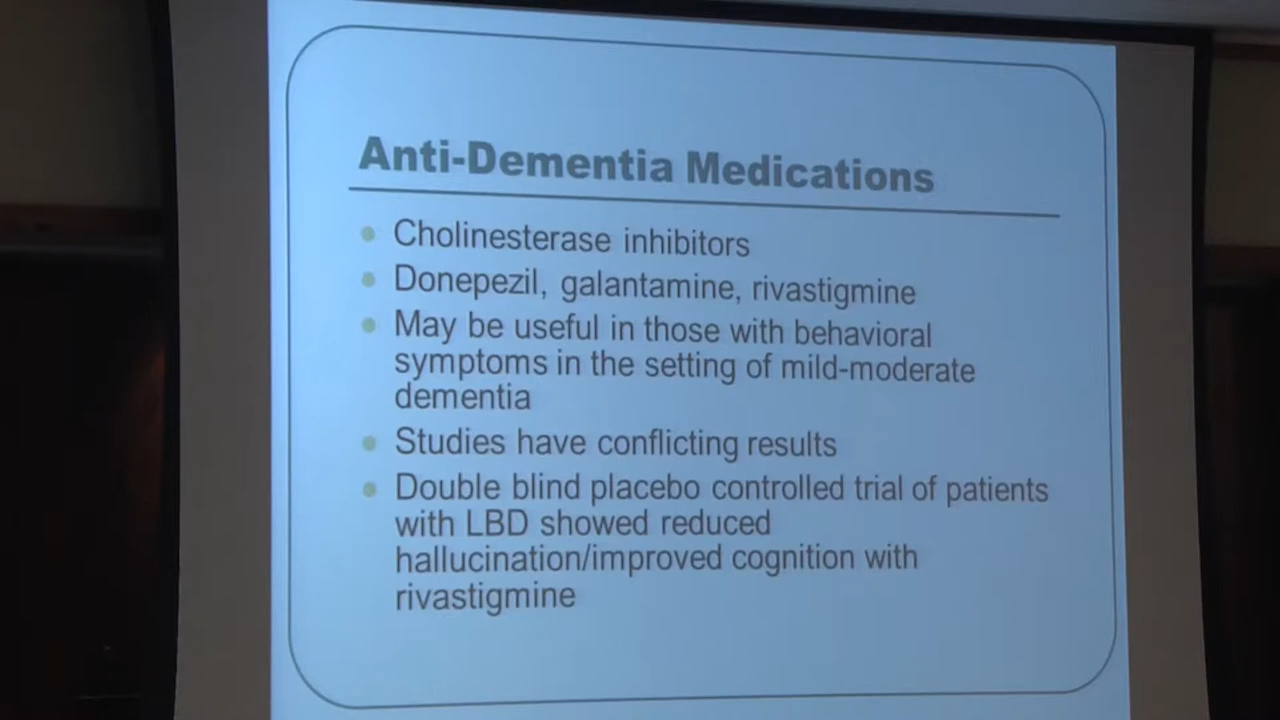 Anti-Dementia Medications
Cholinesterase inhibitors
Donepezil, galantamine, rivastigmine
May be useful in those with behavioral
symptoms in the setting of mild-moderate
dementia
Studies have conflicting results
Double blind placebo controlled trial of patients
with LBD showed reduced
hallucination/improved cognition with
rivastigmine